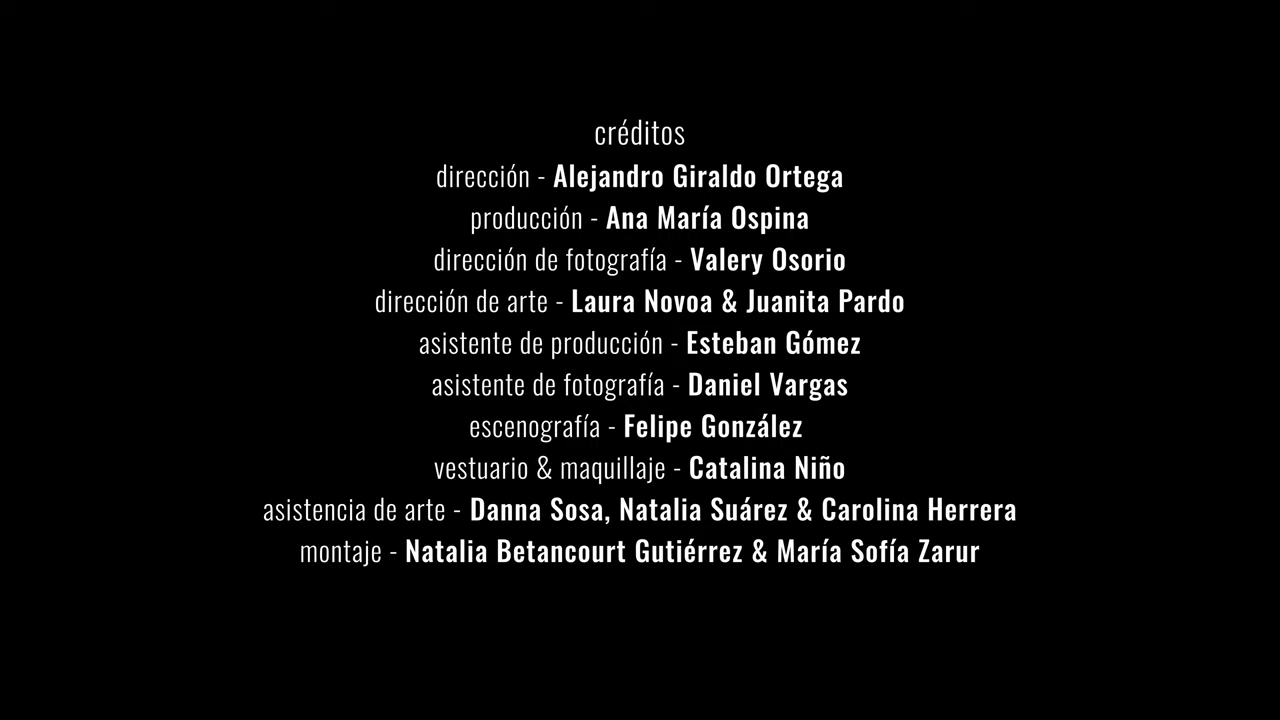 créditos
dirección - Alejandro Giraldo Ortega
producción - Ana María Ospina
dirección de fotografía - Valery Osorio
dirección de arte - Laura Novoa & Juanita Pardo
asistente de producción - Esteban Gómez
asistente de fotografía - Daniel Vargas
escenografía - Felipe González
vestuario & maquillaje - Catalina Niño
asistencia de arte - Danna Sosa, Natalia Suárez & Carolina Herrera
montaje - Natalia Betancourt Gutiérrez & María Sofía Zarur